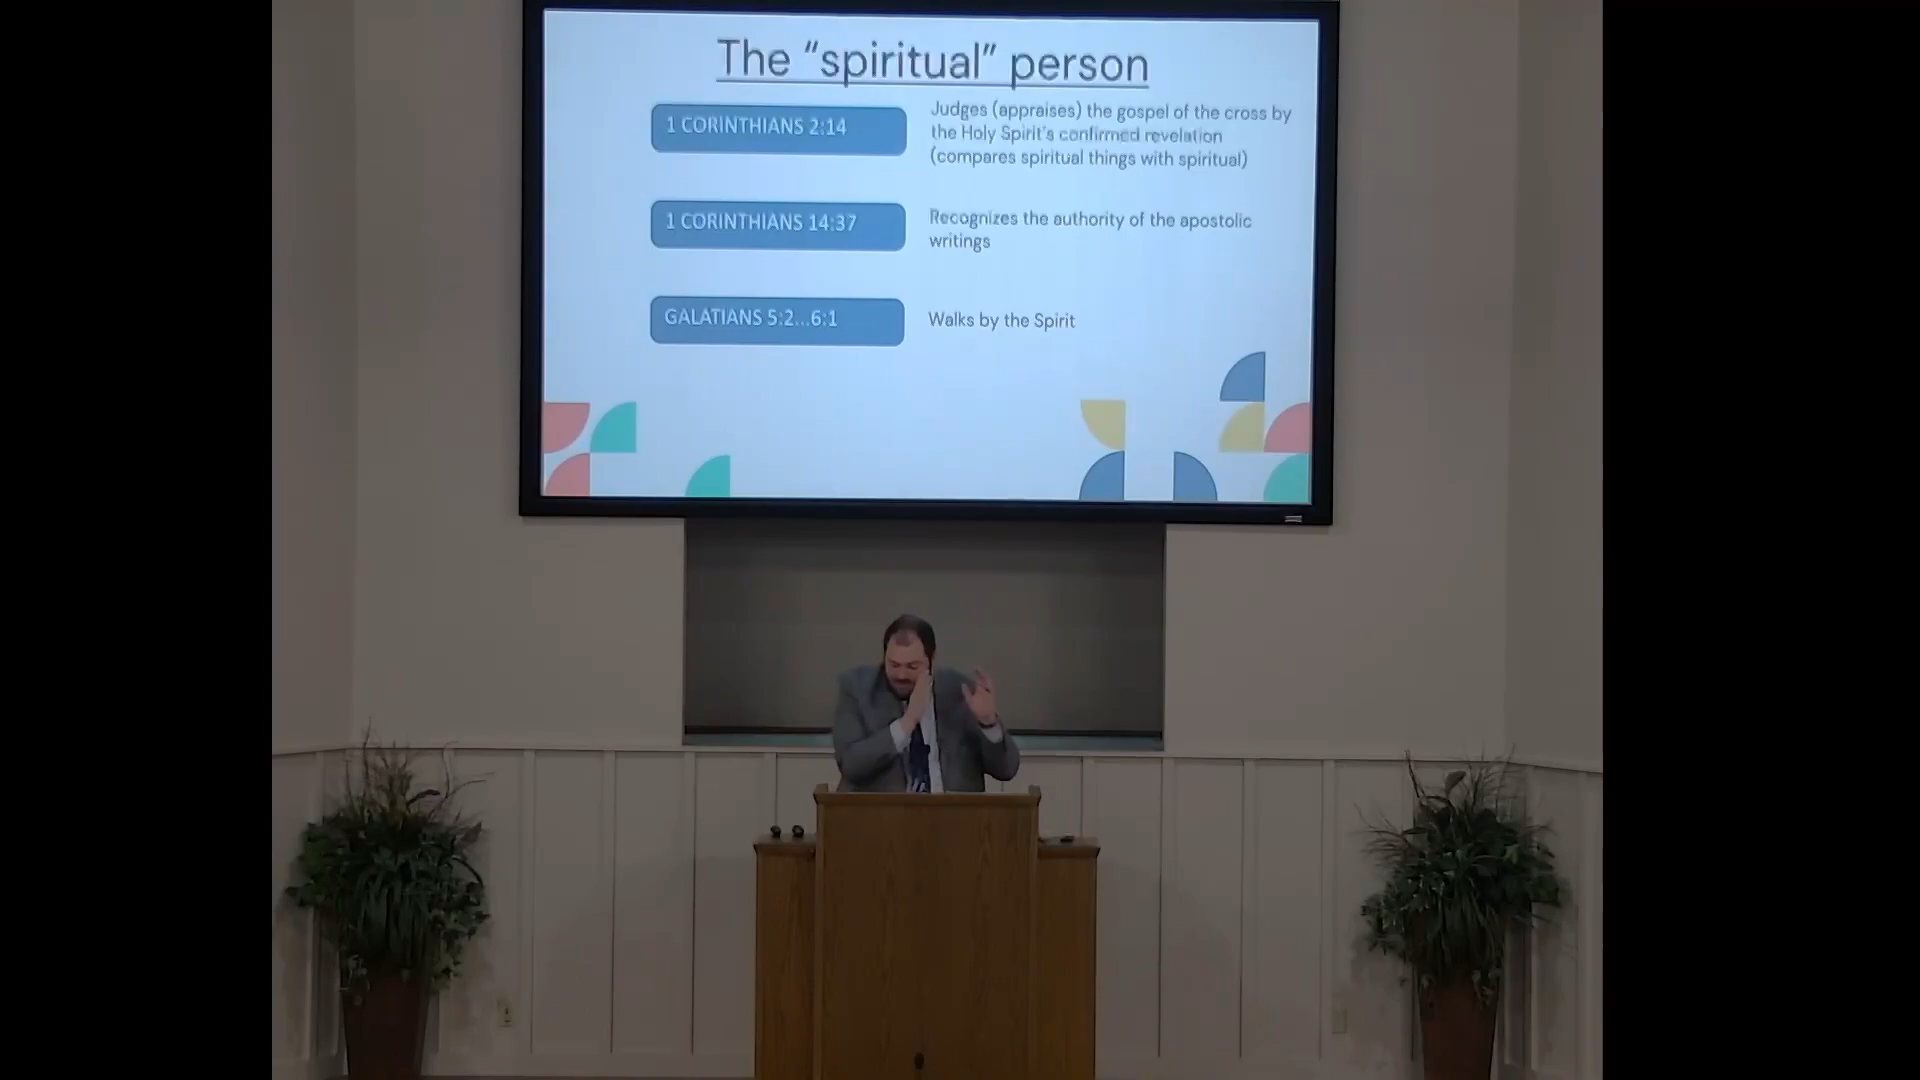 The “spiritual” person
1 CORINTHIANS 2:14
Judges (appraises) the gospel of the cross by
the Holy Spirit’s confirmed revelation
(compares spiritual things with spiritual)
1 CORINTHIANS 14:37
Recognizes the authority of the apostolic
writings
GALATIANS 5:2...6:1
Walks by the Spirit